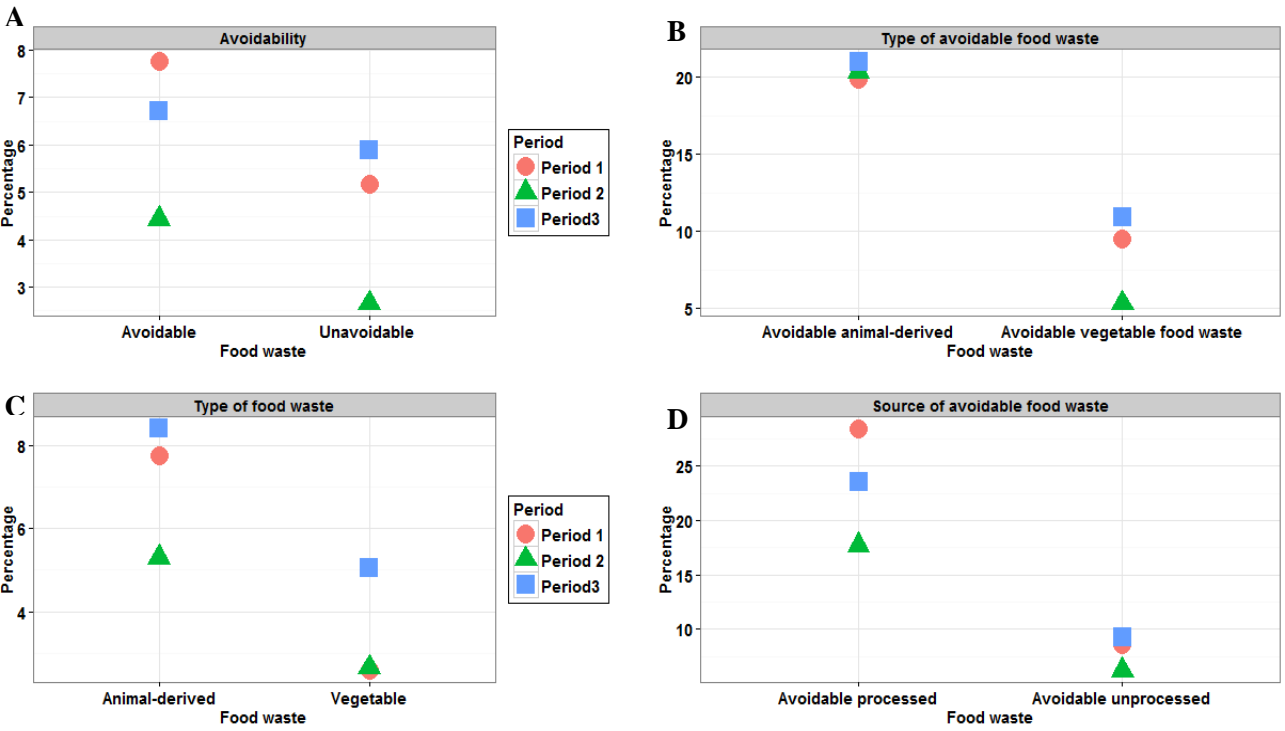 A
Avoidability
8
7
6
5
4
3
Percentage
Avoidable Unavoidable
Food waste
Period
Period 1
Period 2
Period3
B
Type of avoidable food waste
20
15
10
5
Percentage
Avoidable animal-derived Avoidable vegetable food waste
Food waste
C
Type of food waste
8
6
4
Percentage
Animal-derived Vegetable
Food waste
Period
Period 1
Period 2
Period3
D
Source of avoidable food waste
25
20
15
10
Percentage
Avoidable processed Avoidable unprocessed
Food waste